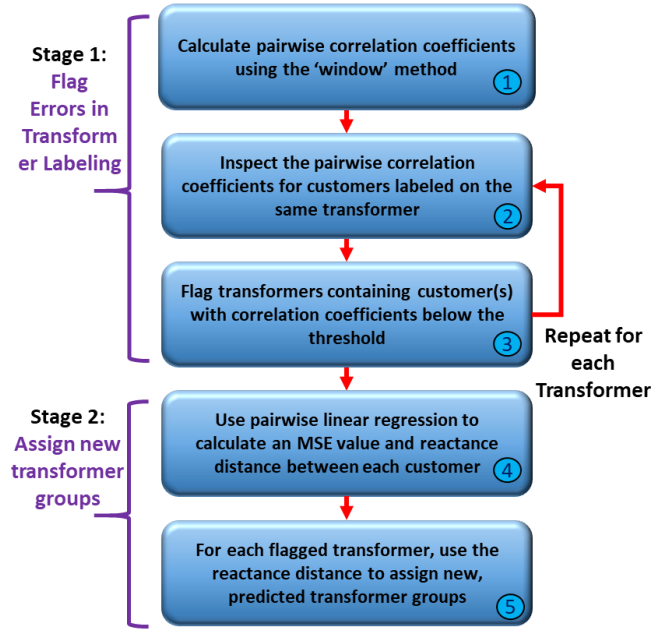 Stage 1:
Flag
Errors in
Transform
er Labeling
Calculate pairwise correlation coefficients
using the ‘window’ method
1
Inspect the pairwise correlation
coefficients for customers labeled on the
same transformer
2
Flag transformers containing customer(s)
with correlation coefficients below the
threshold
3
Repeat for
each
Transformer
Stage 2:
Assign new
transformer
groups
Use pairwise linear regression to
calculate an MSE value and reactance
distance between each customer
4
For each flagged transformer, use the
reactance distance to assign new,
predicted transformer groups
5